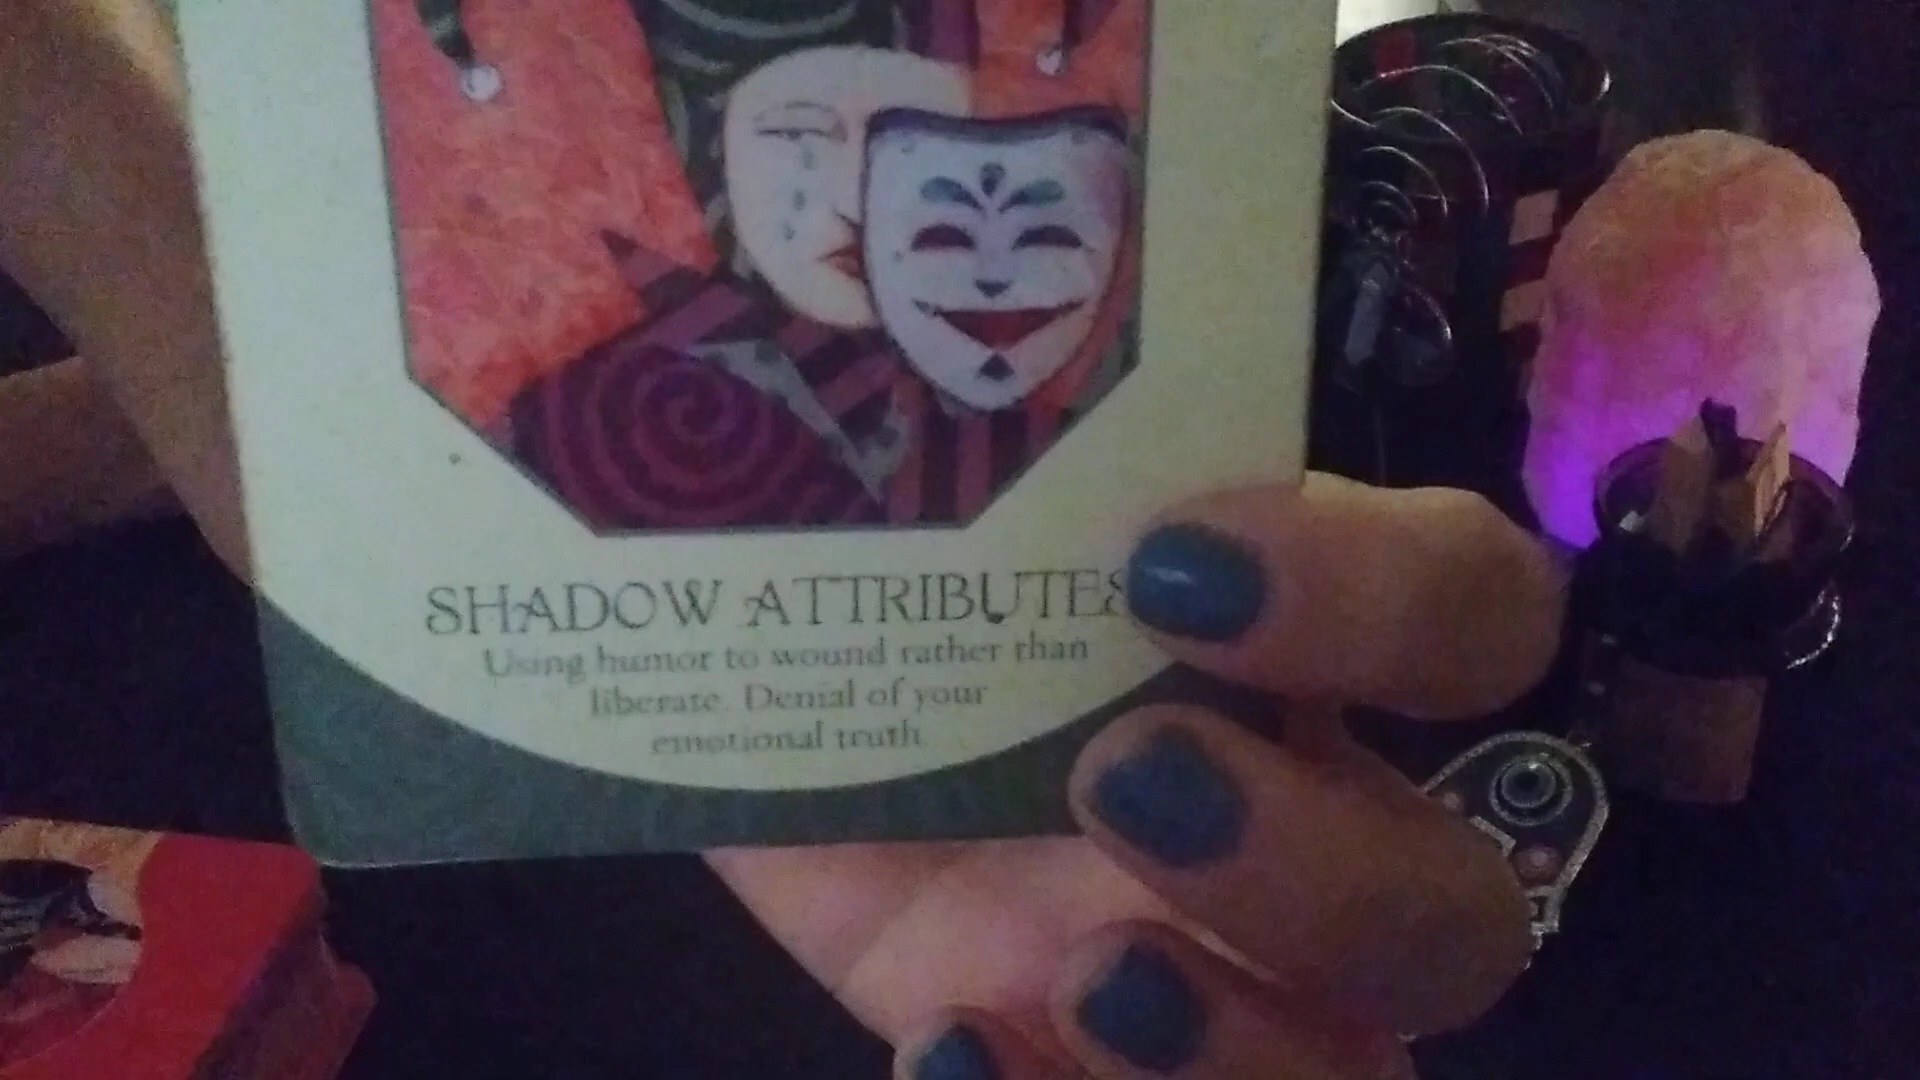 SHADOW ATTRIBUTES
Using humor to wound rather than
liberate. Denial of your
emotional truth.